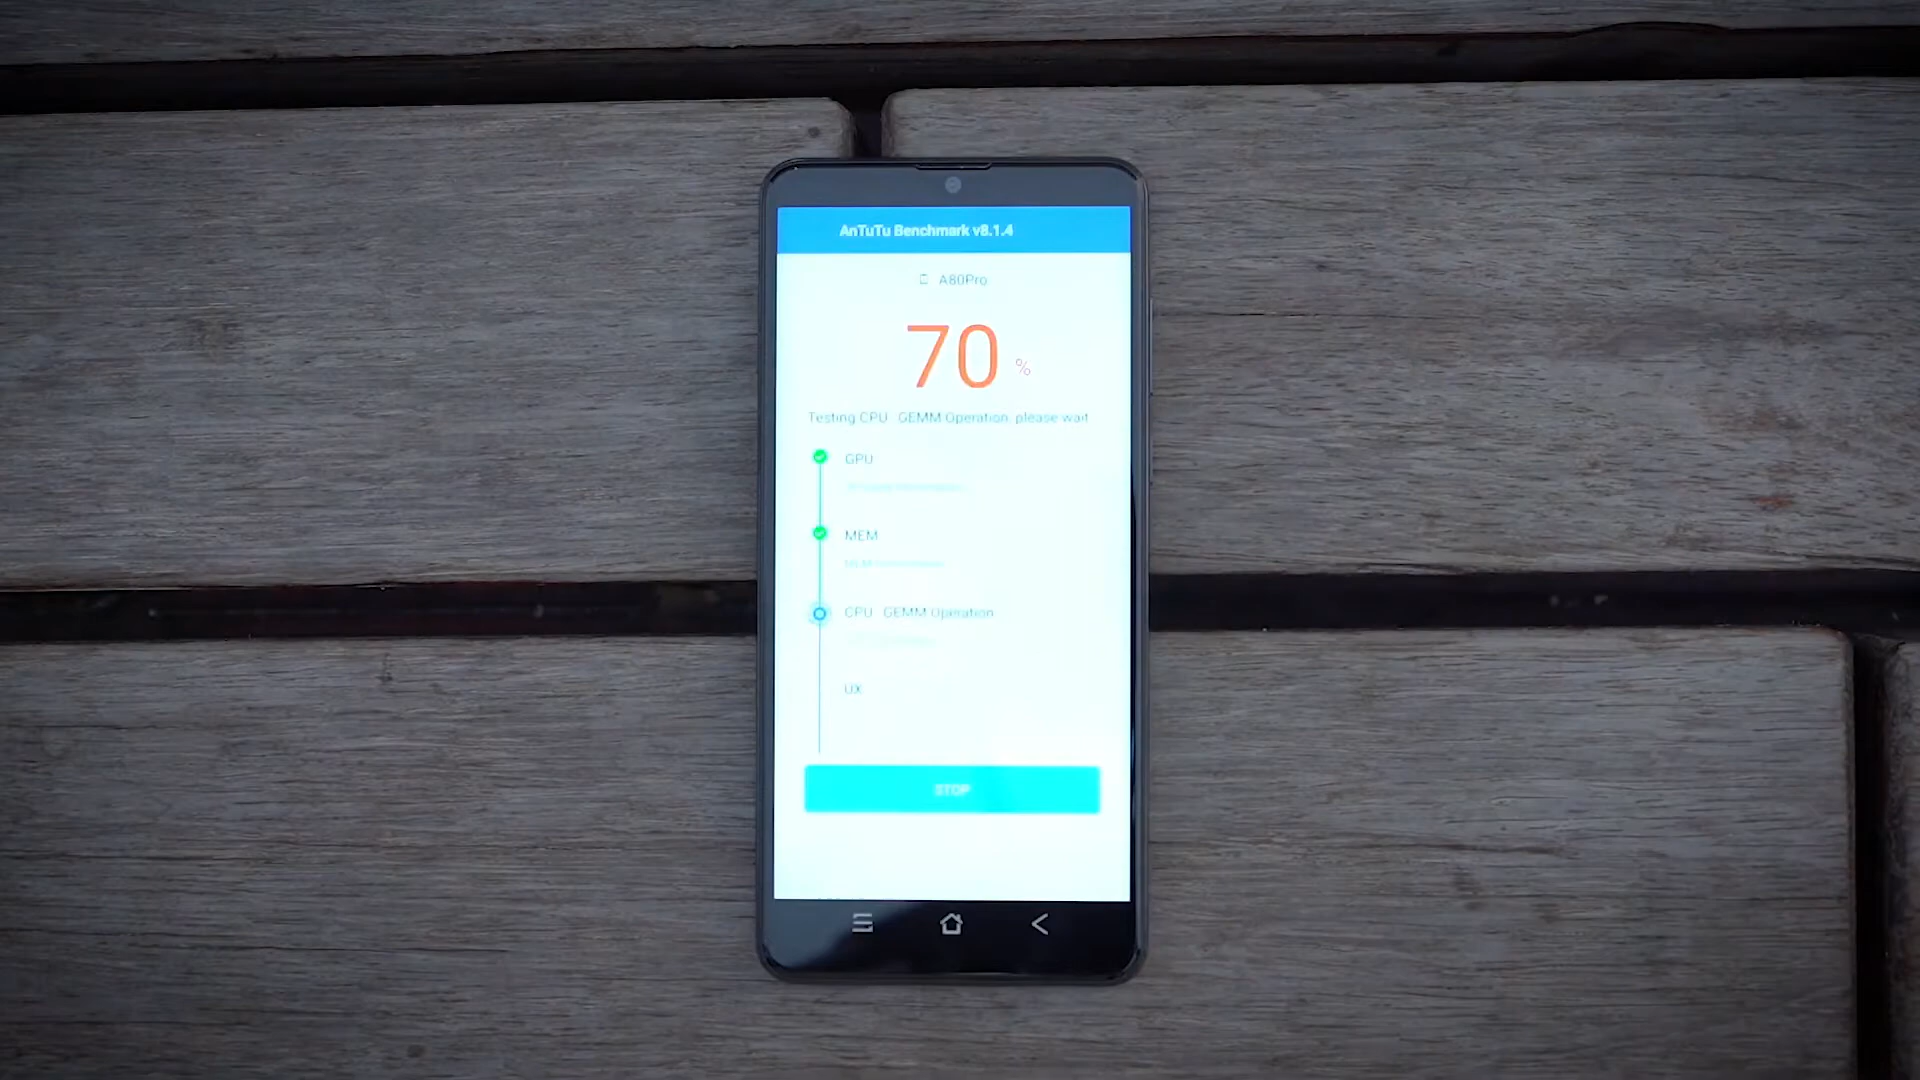 AnTuTu Benchmark v8.1.4
A80Pro
70 %
Testing CPU GEMM Operation, please wait
GPU
MEM
CPU GEMM Operation
UX
STOP